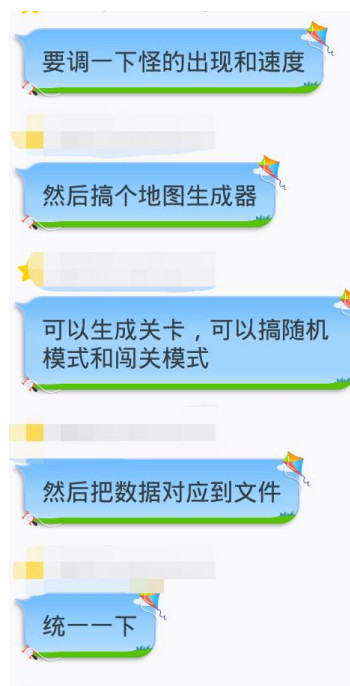 要调一下怪的出现和速度
然后搞个地图生成器
可以生成关卡，可以搞随机
模式和闯关模式
然后把数据对应到文件
统一一下